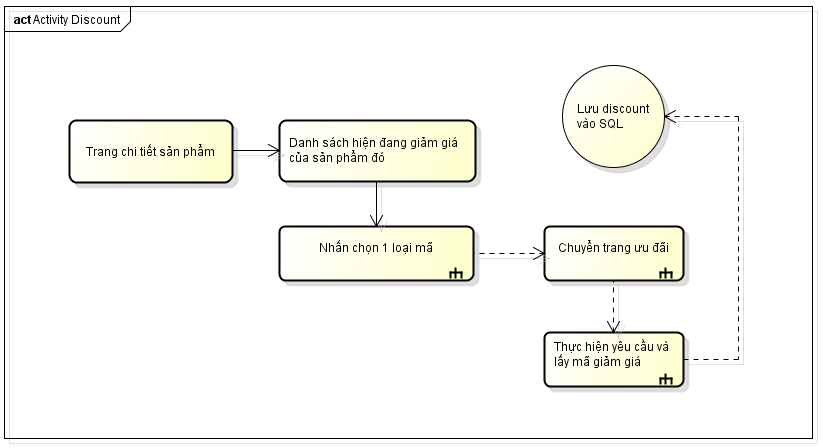 act Activity Discount
Trang chi tiết sản phẩm
Danh sách hiện đang giảm giá
của sản phẩm đó
Nhấn chọn 1 loại mã
Chuyển trang ưu đãi
Thực hiện yêu cầu và
lấy mã giảm giá
Lưu discount
vào SQL